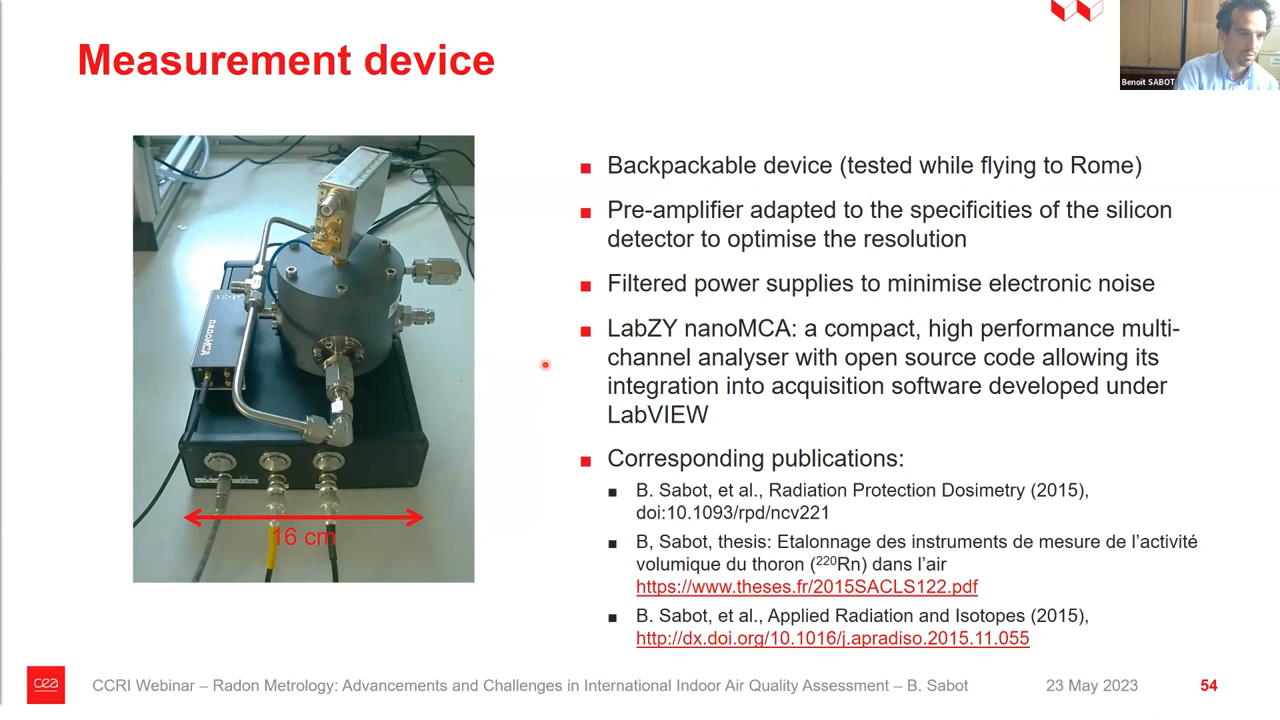 Measurement device
Benoit SABOT
Backpackable device (tested while flying to Rome)
Pre-amplifier adapted to the specificities of the silicon
detector to optimise the resolution
Filtered power supplies to minimise electronic noise
LabZY nanoMCA: a compact, high performance multi-
channel analyser with open source code allowing its
integration into acquisition software developed under
LabVIEW
Corresponding publications:
B. Sabot, et al., Radiation Protection Dosimetry (2015),
doi:10.1093/rpd/ncv221
B, Sabot, thesis: Etalonnage des instruments de mesure de l’activité
volumique du thoron (²²⁰Rn) dans l’air
https://www.theses.fr/2015SACLS122.pdf
B. Sabot, et al., Applied Radiation and Isotopes (2015),
http://dx.doi.org/10.1016/j.apradiso.2015.11.055
nanoMCA
16 cm
cea
CCRI Webinar – Radon Metrology: Advancements and Challenges in International Indoor Air Quality Assessment – B. Sabot
23 May 2023
54